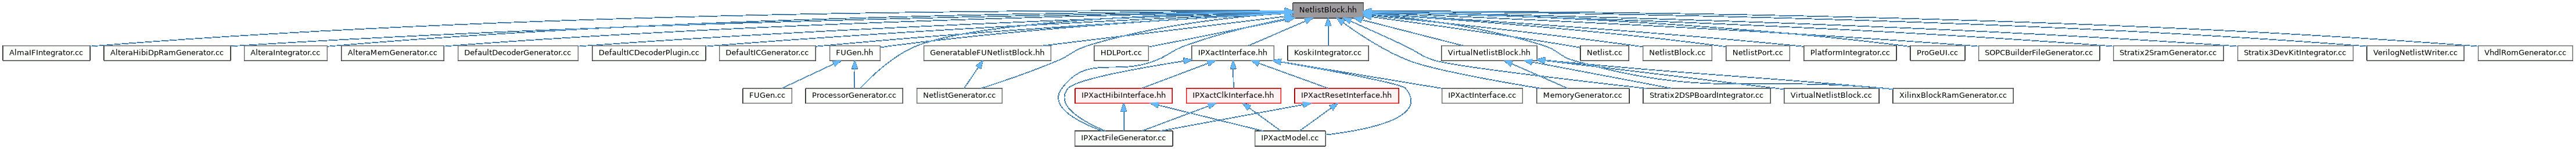 NetlistBlock.hh
AlmaIFIntegrator.cc
AlteraHibiDpRamGenerator.cc
AlteraIntegrator.cc
AlteraMemGenerator.cc
DefaultDecoderGenerator.cc
DefaultICDecoderPlugin.cc
DefaultICGenerator.cc
FUGen.hh
GeneratableFUNetlistBlock.hh
HDLPort.cc
IPXactInterface.hh
KoskiIntegrator.cc
VirtualNetlistBlock.hh
Netlist.cc
NetlistBlock.cc
NetlistPort.cc
PlatformIntegrator.cc
ProGeUI.cc
SOPCBuilderFileGenerator.cc
Stratix2SramGenerator.cc
Stratix3DevKitIntegrator.cc
VerilogNetlistWriter.cc
VhdlRomGenerator.cc
FUGen.cc
ProcessorGenerator.cc
NetlistGenerator.cc
IPXactHibiInterface.hh
IPXactClkInterface.hh
IPXactResetInterface.hh
IPXactInterface.cc
MemoryGenerator.cc
Stratix2DSPBoardIntegrator.cc
VirtualNetlistBlock.cc
XilinxBlockRamGenerator.cc
IPXactFileGenerator.cc
IPXactModel.cc